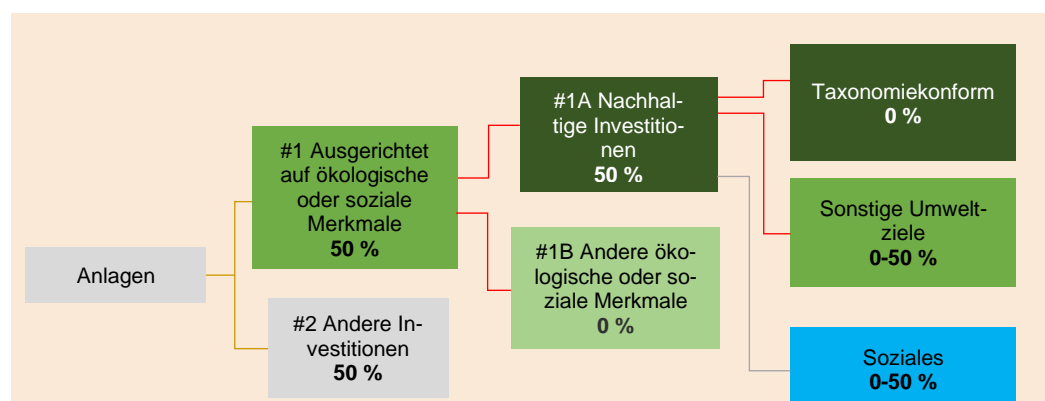 Anlagen
#1 Ausgerichtet
auf ökologische
oder soziale
Merkmale
50 %
#2 Andere In-
vestitionen
50 %
#1A Nachhal-
tige Investitio-
nen
50 %
#1B Andere öko-
logische oder so-
ziale Merkmale
0 %
Taxonomiekonform
0 %
Sonstige Umwelt-
ziele
0-50 %
Soziales
0-50 %